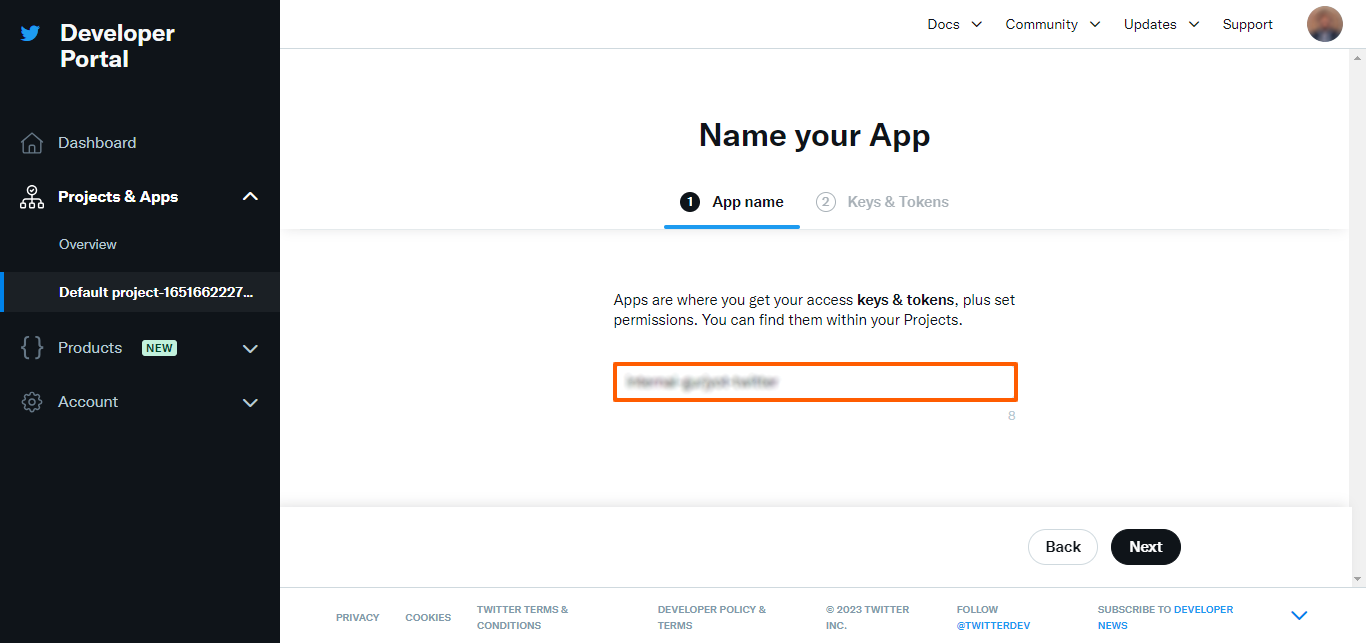 Developer
Portal
Docs
Community
Updates
Support
Dashboard
Projects & Apps
Overview
Default project-1651662227...
Products NEW
Account
Name your App
1 App name
2 Keys & Tokens
Apps are where you get your access keys & tokens, plus set
permissions. You can find them within your Projects.
8
Back
Next
PRIVACY
COOKIES
TWITTER TERMS &
CONDITIONS
DEVELOPER POLICY &
TERMS
© 2023 TWITTER
INC.
FOLLOW
@TWITTERDEV
SUBSCRIBE TO DEVELOPER
NEWS